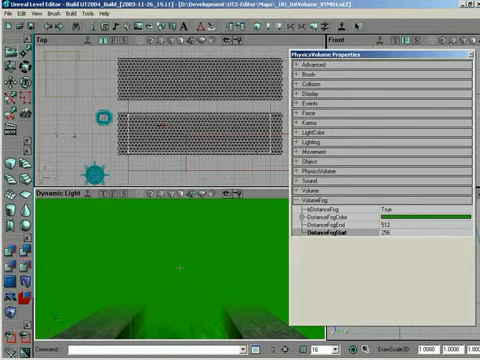 Unreal Level Editor - Build UT2004_Build_[2003-11-26_19.11] - [D:\Development\UT2-Editor\Maps\
File Edit View Brush Build Tools Help
Top
Front
PhysicsVolume Properties
Advanced
Brush
Collision
Display
Events
Force
Karma
LightColor
Lighting
Movement
Object
PhysicsVolume
Sound
Volume
VolumeFog
bDistanceFog True
DistanceFogColor
DistanceFogEnd 512
DistanceFogStart 256
Dynamic Light
Command:
16
DrawScale3D: 1.0000 1.0000 1.000